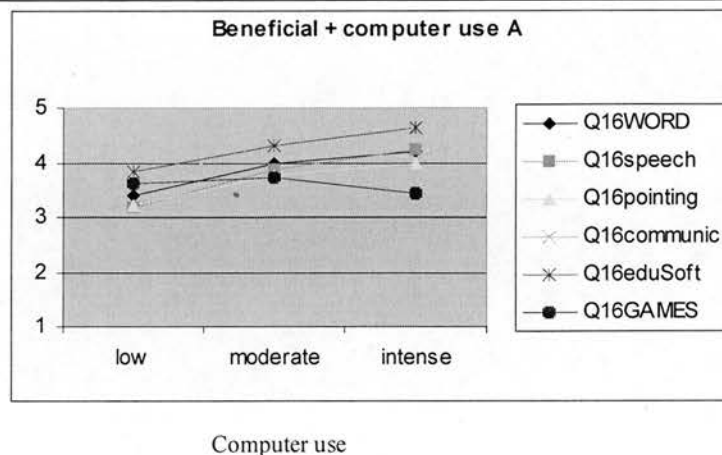 Beneficial + computer use A
5
4
3
2
1
low moderate intense
Q16WORD
Q16speech
Q16pointing
Q16communic
Q16eduSoft
Q16GAMES
Computer use